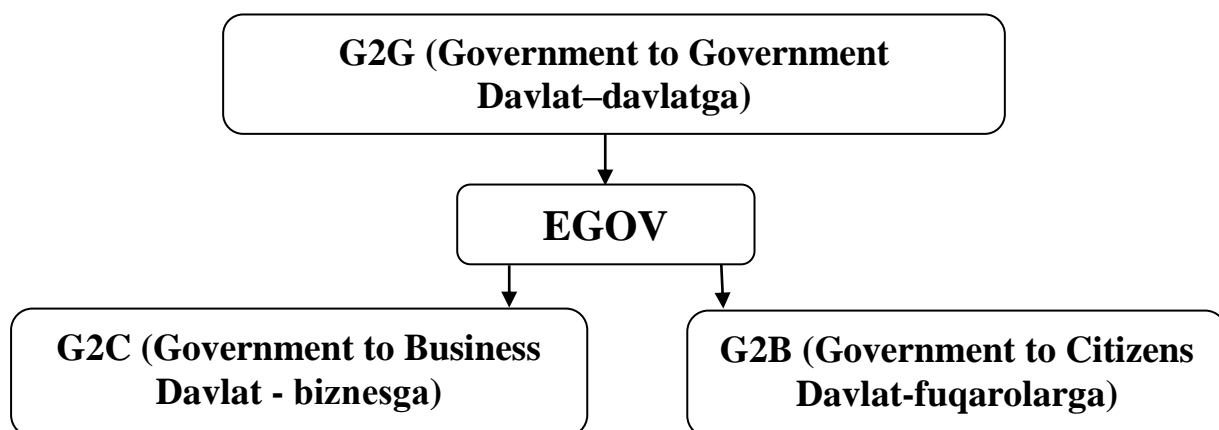 G2G (Government to Government
Davlat–davlatga)
EGOV
G2C (Government to Business
Davlat - biznesga)
G2B (Government to Citizens
Davlat-fuqarolarga)